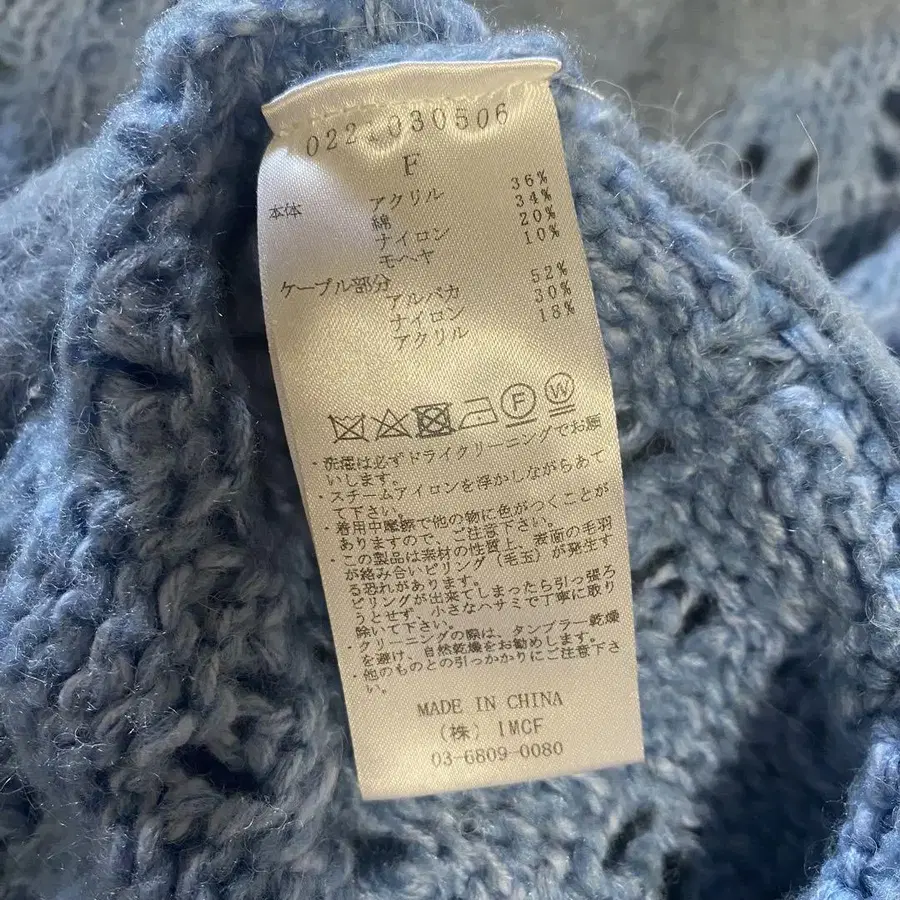 022-030506
F
本体 アクリル 36%
綿 34%
ナイロン 20%
モヘヤ 10%
ケーブル部分
アルパカ 52%
ナイロン 30%
アクリル 18%
F W
・洗濯は必ずドライクリーニングでお願
いします。
・スチームアイロンを浮かしながらあて
て下さい。
・着用中摩擦で他の物に色がつくことが
ありますので、ご注意下さい。
・この製品は素材の性質上、表面の毛羽
が絡み合いピリング（毛玉）が発生す
る恐れがあります。
ピリングが出来てしまったら引っ張ろ
うとせず、小さなハサミで丁寧に取り
除いて下さい。
・クリーニングの際は、タンブラー乾燥
を避け、自然乾燥をお勧めします。
・他のものとの引っかかりにご注意下さ
い。
MADE IN CHINA
（株）IMCF
03-6809-0080